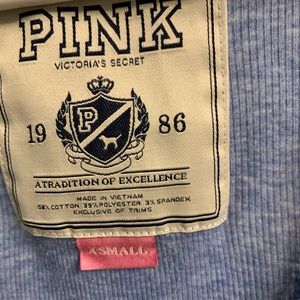 PINK
VICTORIA'S SECRET
19 P 86
A TRADITION OF EXCELLENCE
MADE IN VIETNAM
58% COTTON 39% POLYESTER 3% SPANDEX
EXCLUSIVE OF TRIMS
XSMALL